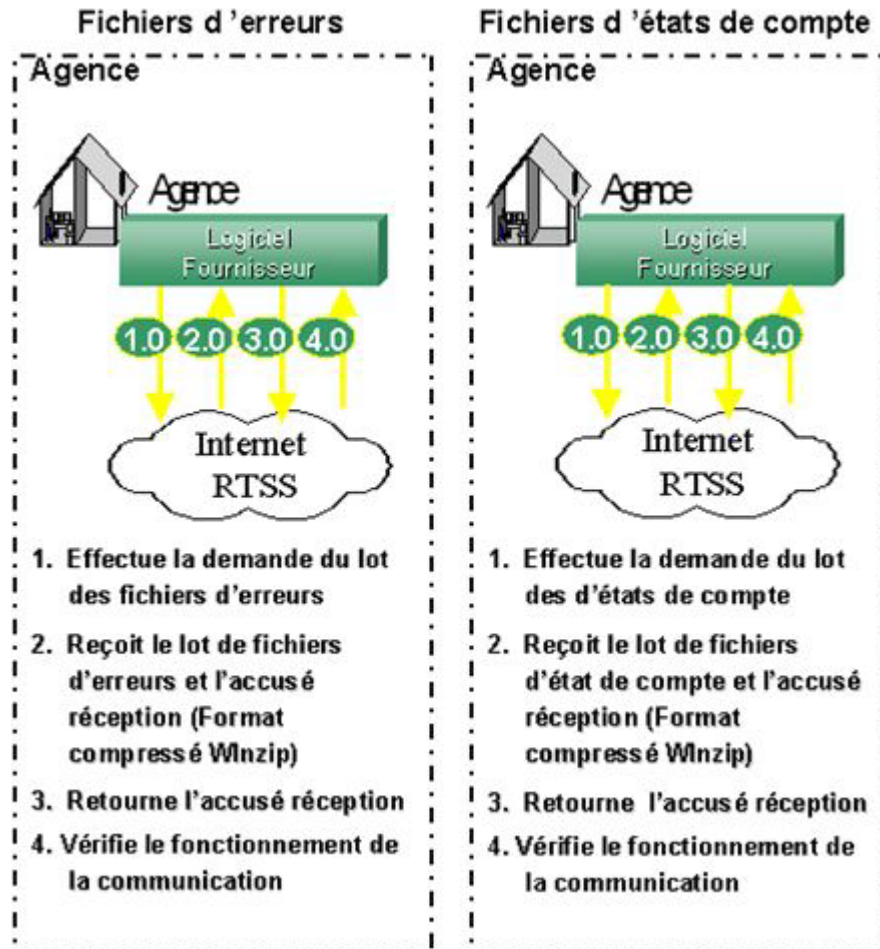 Fichiers d ’erreurs
Agence
Agence
Logiciel
Fournisseur
1.0 2.0 3.0 4.0
Internet
RTSS
1. Effectue la demande du lot
des fichiers d’erreurs
2. Reçoit le lot de fichiers
d’erreurs et l’accusé
réception (Format
compressé WInzip)
3. Retourne l’accusé réception
4. Vérifie le fonctionnement de
la communication
Fichiers d ’états de compte
Agence
Agence
Logiciel
Fournisseur
1.0 2.0 3.0 4.0
Internet
RTSS
1. Effectue la demande du lot
des d’états de compte
2. Reçoit le lot de fichiers
d’état de compte et l’accusé
réception (Format
compressé WInzip)
3. Retourne l’accusé réception
4. Vérifie le fonctionnement de
la communication